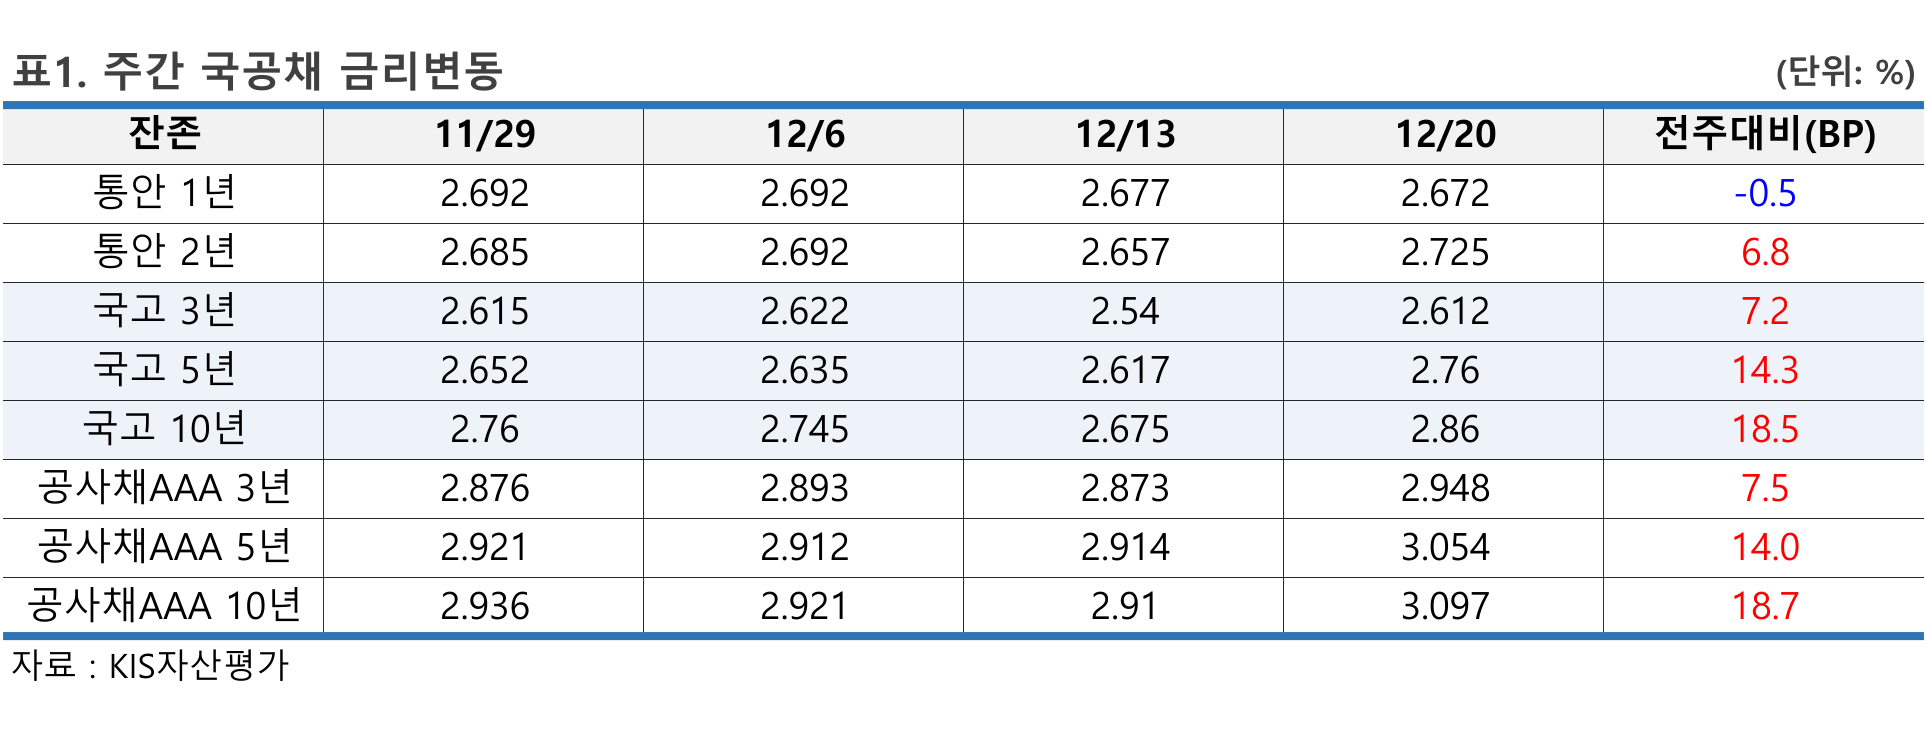 표1. 주간 국공채 금리변동 (단위: %)
잔존 11/29 12/6 12/13 12/20 전주대비(BP)
통안 1년 2.692 2.692 2.677 2.672 -0.5
통안 2년 2.685 2.692 2.657 2.725 6.8
국고 3년 2.615 2.622 2.54 2.612 7.2
국고 5년 2.652 2.635 2.617 2.76 14.3
국고 10년 2.76 2.745 2.675 2.86 18.5
공사채AAA 3년 2.876 2.893 2.873 2.948 7.5
공사채AAA 5년 2.921 2.912 2.914 3.054 14.0
공사채AAA 10년 2.936 2.921 2.91 3.097 18.7
자료 : KIS자산평가